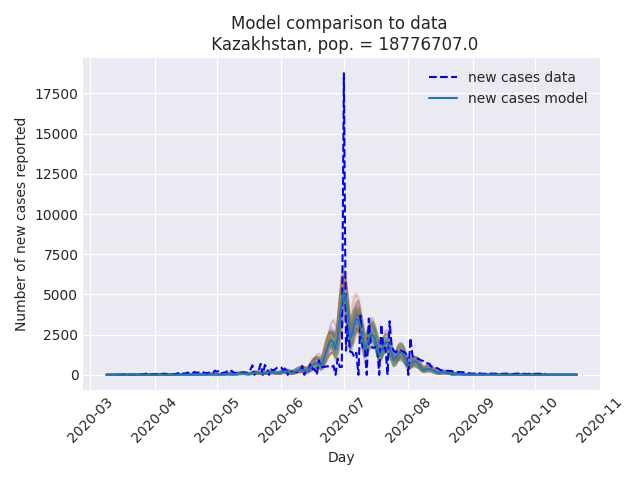 Model comparison to data
Kazakhstan, pop. = 18776707.0
new cases data
new cases model
Number of new cases reported
17500
15000
12500
10000
7500
5000
2500
0
2020-03
2020-04
2020-05
2020-06
2020-07
2020-08
2020-09
2020-10
2020-11
Day